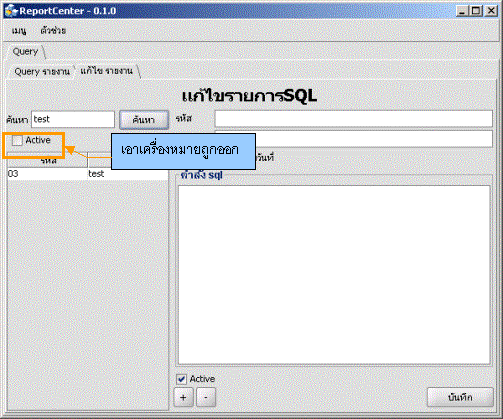 ReportCenter - 0.1.0
เมนู ตัวช่วย
Query
Query รายงาน แก้ไข รายงาน
แก้ไขรายการSQL
ค้นหา test ค้นหา รหัส
Active
เอาเครื่องหมายถูกออก
วันที่
รหัส
คำสั่ง sql
03 test
Active
+ - บันทึก